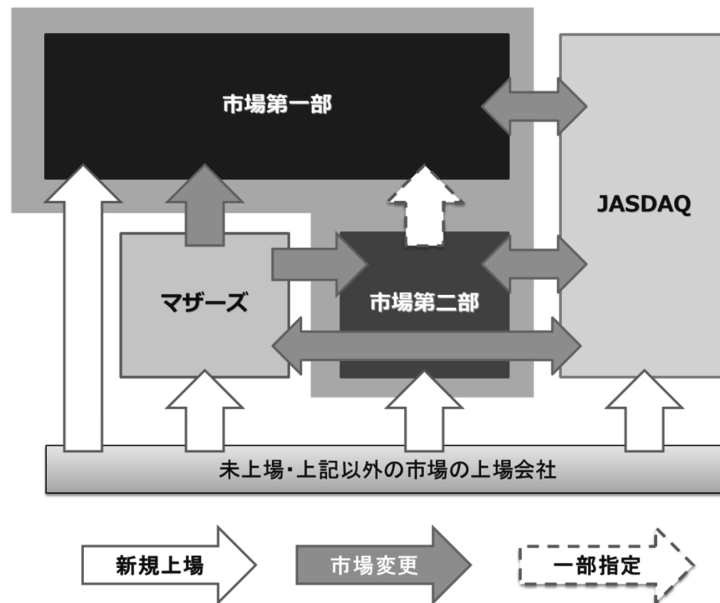 市場第一部
JASDAQ
マザーズ
市場第二部
未上場・上記以外の市場の上場会社
新規上場
市場変更
一部指定